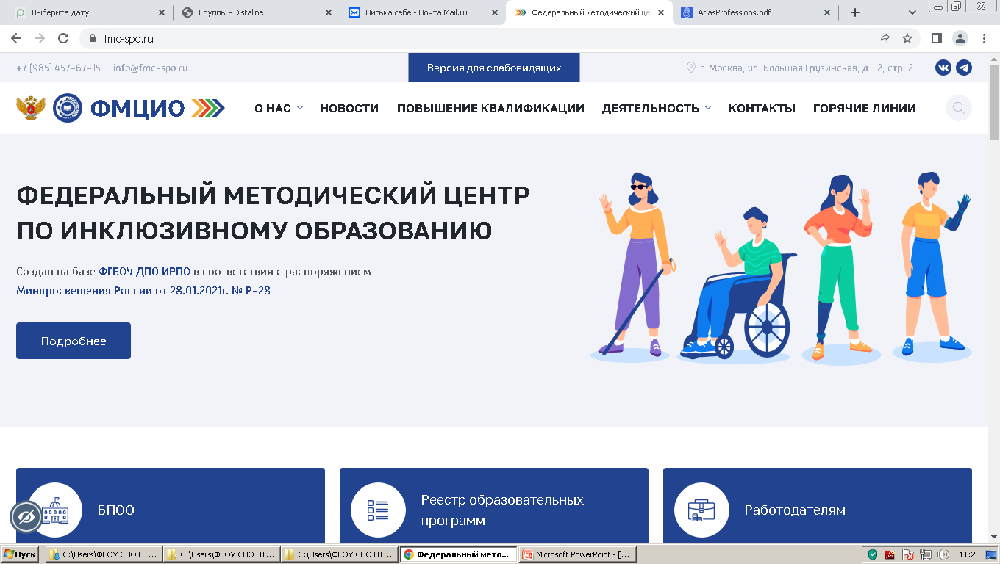 Выберите дату
Группы - Distaline
Письма себе - Почта Mail.ru
Федеральный методический це
AtlasProfessions.pdf
fmc-spo.ru
+7 (985) 457-67-15 info@fmc-spo.ru
Версия для слабовидящих
г. Москва, ул. Большая Грузинская, д. 12, стр. 2
ФМЦИО
О НАС
НОВОСТИ
ПОВЫШЕНИЕ КВАЛИФИКАЦИИ
ДЕЯТЕЛЬНОСТЬ
КОНТАКТЫ
ГОРЯЧИЕ ЛИНИИ
ФЕДЕРАЛЬНЫЙ МЕТОДИЧЕСКИЙ ЦЕНТР
ПО ИНКЛЮЗИВНОМУ ОБРАЗОВАНИЮ
Создан на базе ФГБОУ ДПО ИРПО в соответствии с распоряжением
Минпросвещения России от 28.01.2021г. № Р-28
Подробнее
БПОО
Реестр образовательных
программ
Работодателям
Пуск
C:\Users\ФГОУ СПО НТ...
C:\Users\ФГОУ СПО НТ...
C:\Users\ФГОУ СПО НТ...
Федеральный мето...
Microsoft PowerPoint - [...
11:28